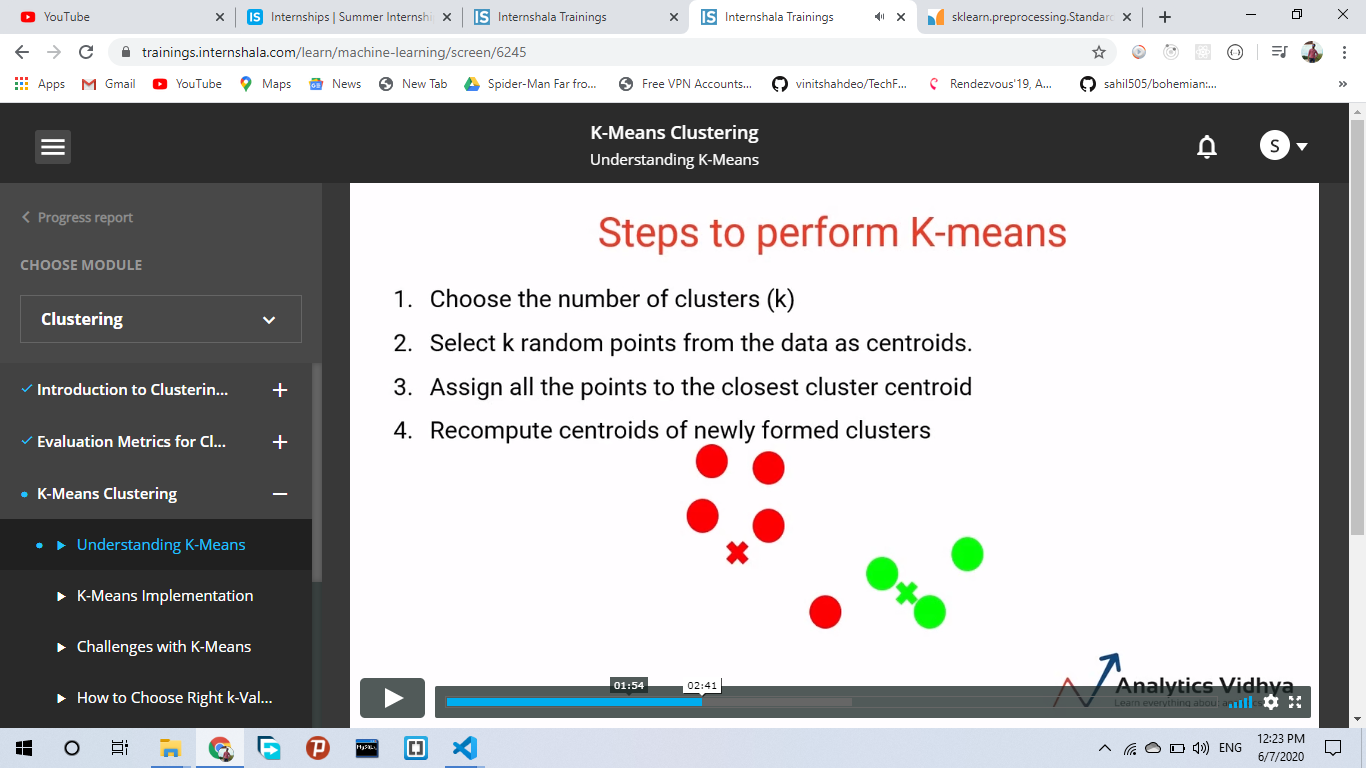 YouTube
Internships | Summer Internshi
Internshala Trainings
Internshala Trainings
sklearn.preprocessing.Standard
trainings.internshala.com/learn/machine-learning/screen/6245
Apps
Gmail
YouTube
Maps
News
New Tab
Spider-Man Far fro...
Free VPN Accounts...
vinitshahdeo/TechF...
Rendezvous'19, A...
sahil505/bohemian:...
K-Means Clustering
Understanding K-Means
S
Progress report
CHOOSE MODULE
Clustering
Introduction to Clusterin...
Evaluation Metrics for Cl...
K-Means Clustering
Understanding K-Means
K-Means Implementation
Challenges with K-Means
How to Choose Right k-Val...
Steps to perform K-means
1. Choose the number of clusters (k)
2. Select k random points from the data as centroids.
3. Assign all the points to the closest cluster centroid
4. Recompute centroids of newly formed clusters
01:54
02:41
Analytics Vidhya
Learn everything about
ENG
12:23 PM
6/7/2020